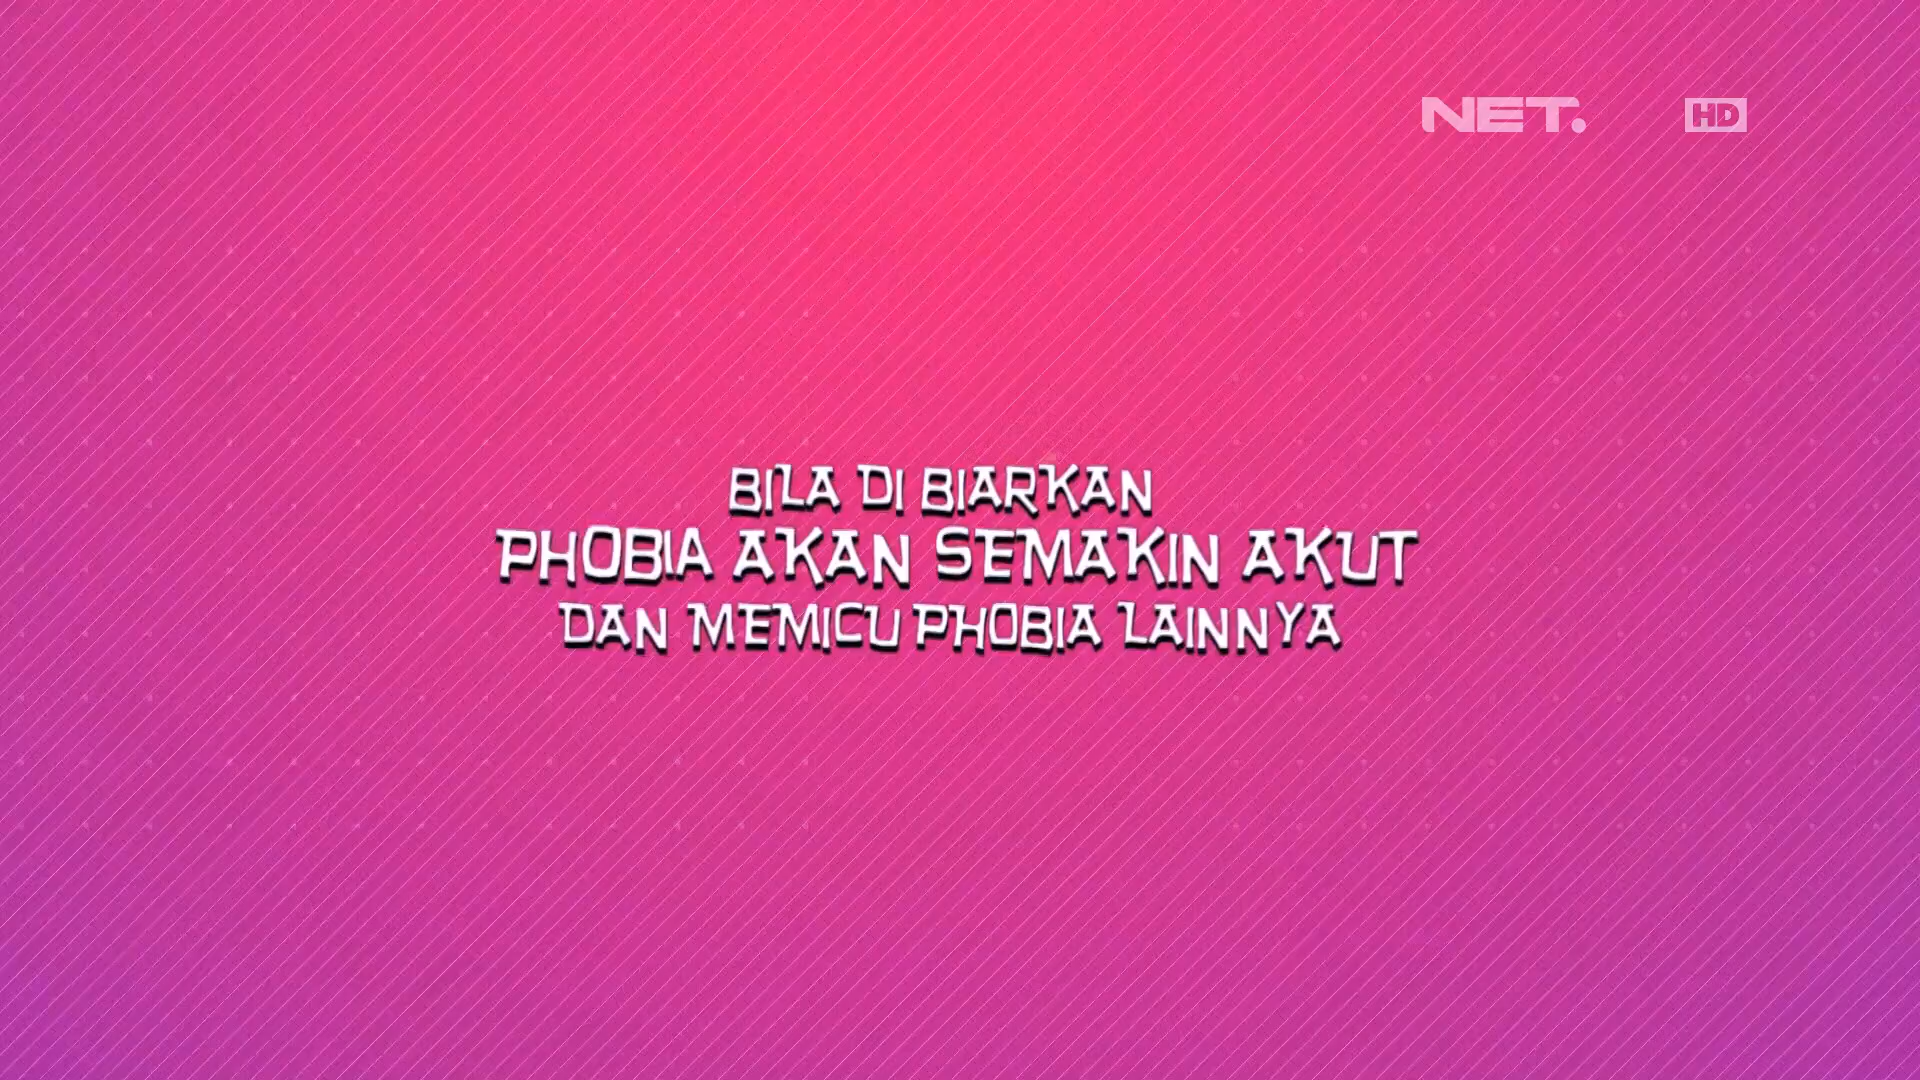 NET. HD
BILA DI BIARKAN
PHOBIA AKAN SEMAKIN AKUT
DAN MEMICU PHOBIA LAINNYA